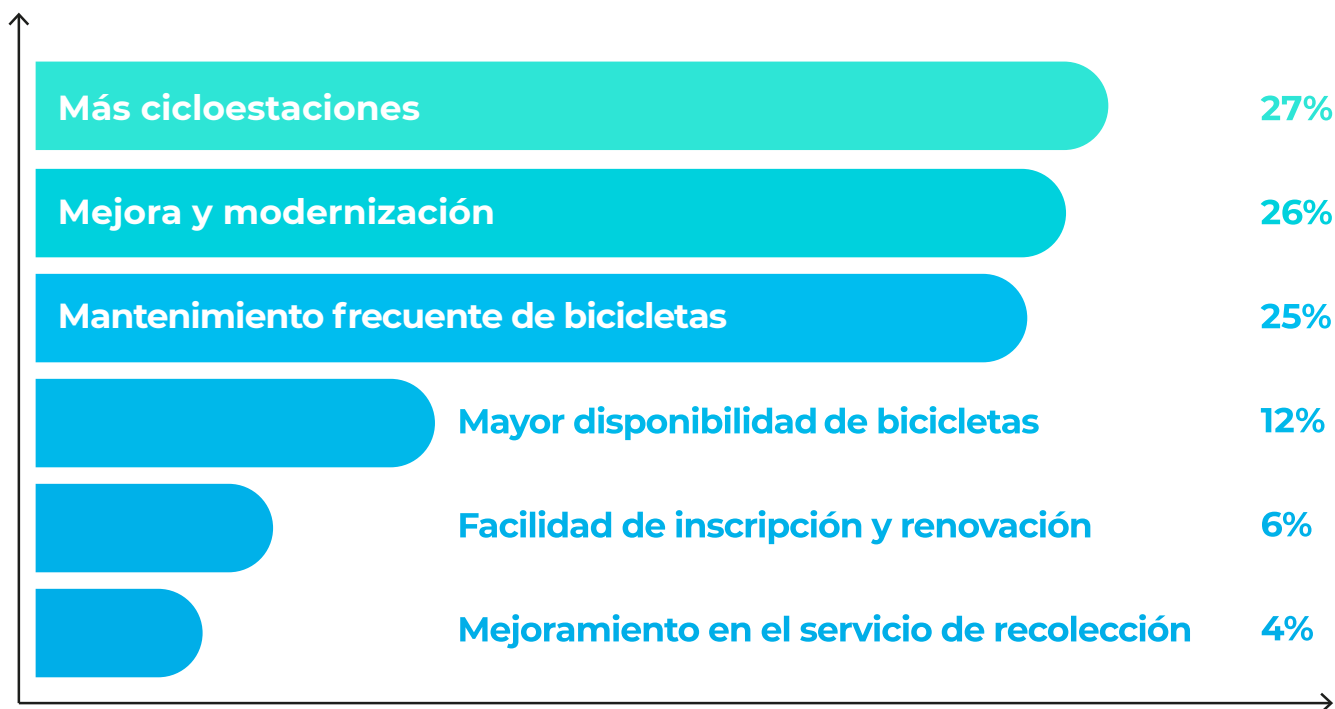 Más cicloestaciones 27%
Mejora y modernización 26%
Mantenimiento frecuente de bicicletas 25%
Mayor disponibilidad de bicicletas 12%
Facilidad de inscripción y renovación 6%
Mejoramiento en el servicio de recolección 4%